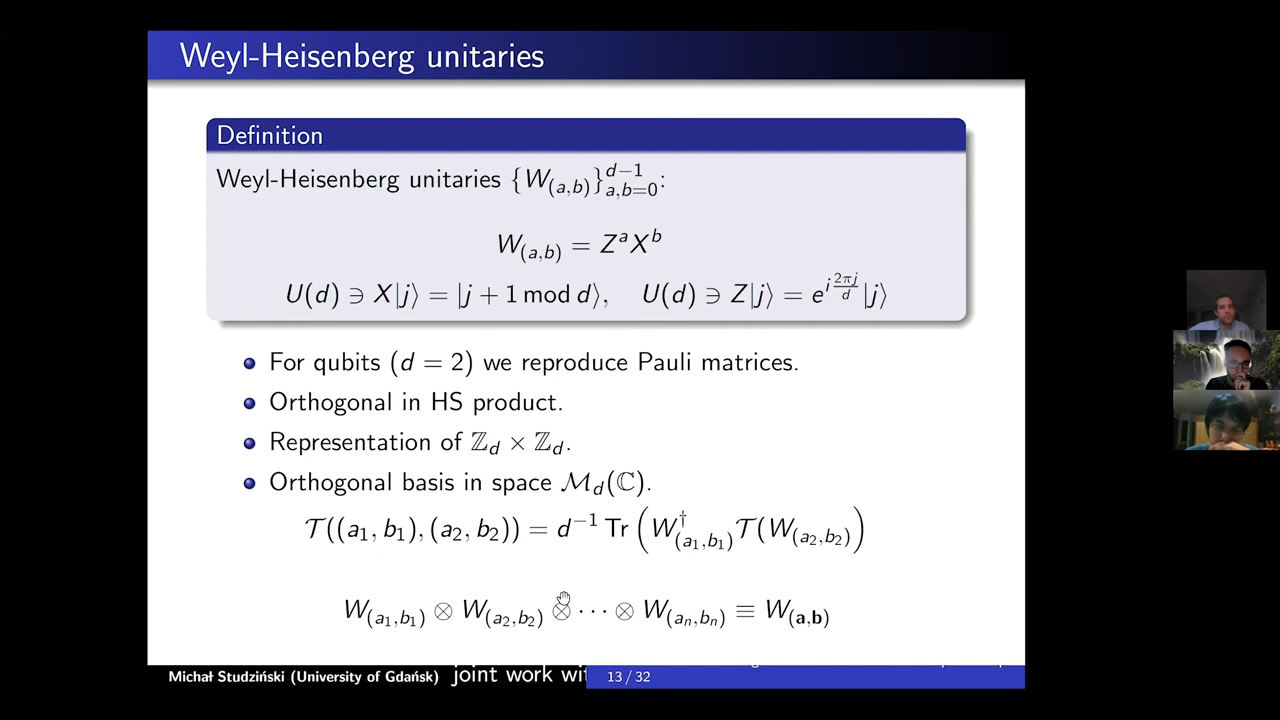 Weyl-Heisenberg unitaries
Definition
Weyl-Heisenberg unitaries {W_{(a,b)}}_{a,b=0}^{d−1}:
W_{(a,b)} = Z^a X^b
U(d) ∋ X|j⟩ = |j + 1 mod d⟩, U(d) ∋ Z|j⟩ = e^{i 2πj/d}|j⟩
For qubits (d = 2) we reproduce Pauli matrices.
Orthogonal in HS product.
Representation of ℤ_d × ℤ_d.
Orthogonal basis in space ℳ_d(ℂ).
𝒯((a_1, b_1), (a_2, b_2)) = d^{−1} Tr (W^†_{(a_1,b_1)} 𝒯(W_{(a_2,b_2)})
W_{(a_1,b_1)} ⊗ W_{(a_2,b_2)} ⊗ ⋯ ⊗ W_{(a_n,b_n)} ≡ W_{(𝐚,𝐛)}
Michał Studziński (University of Gdańsk) joint work 13 / 32